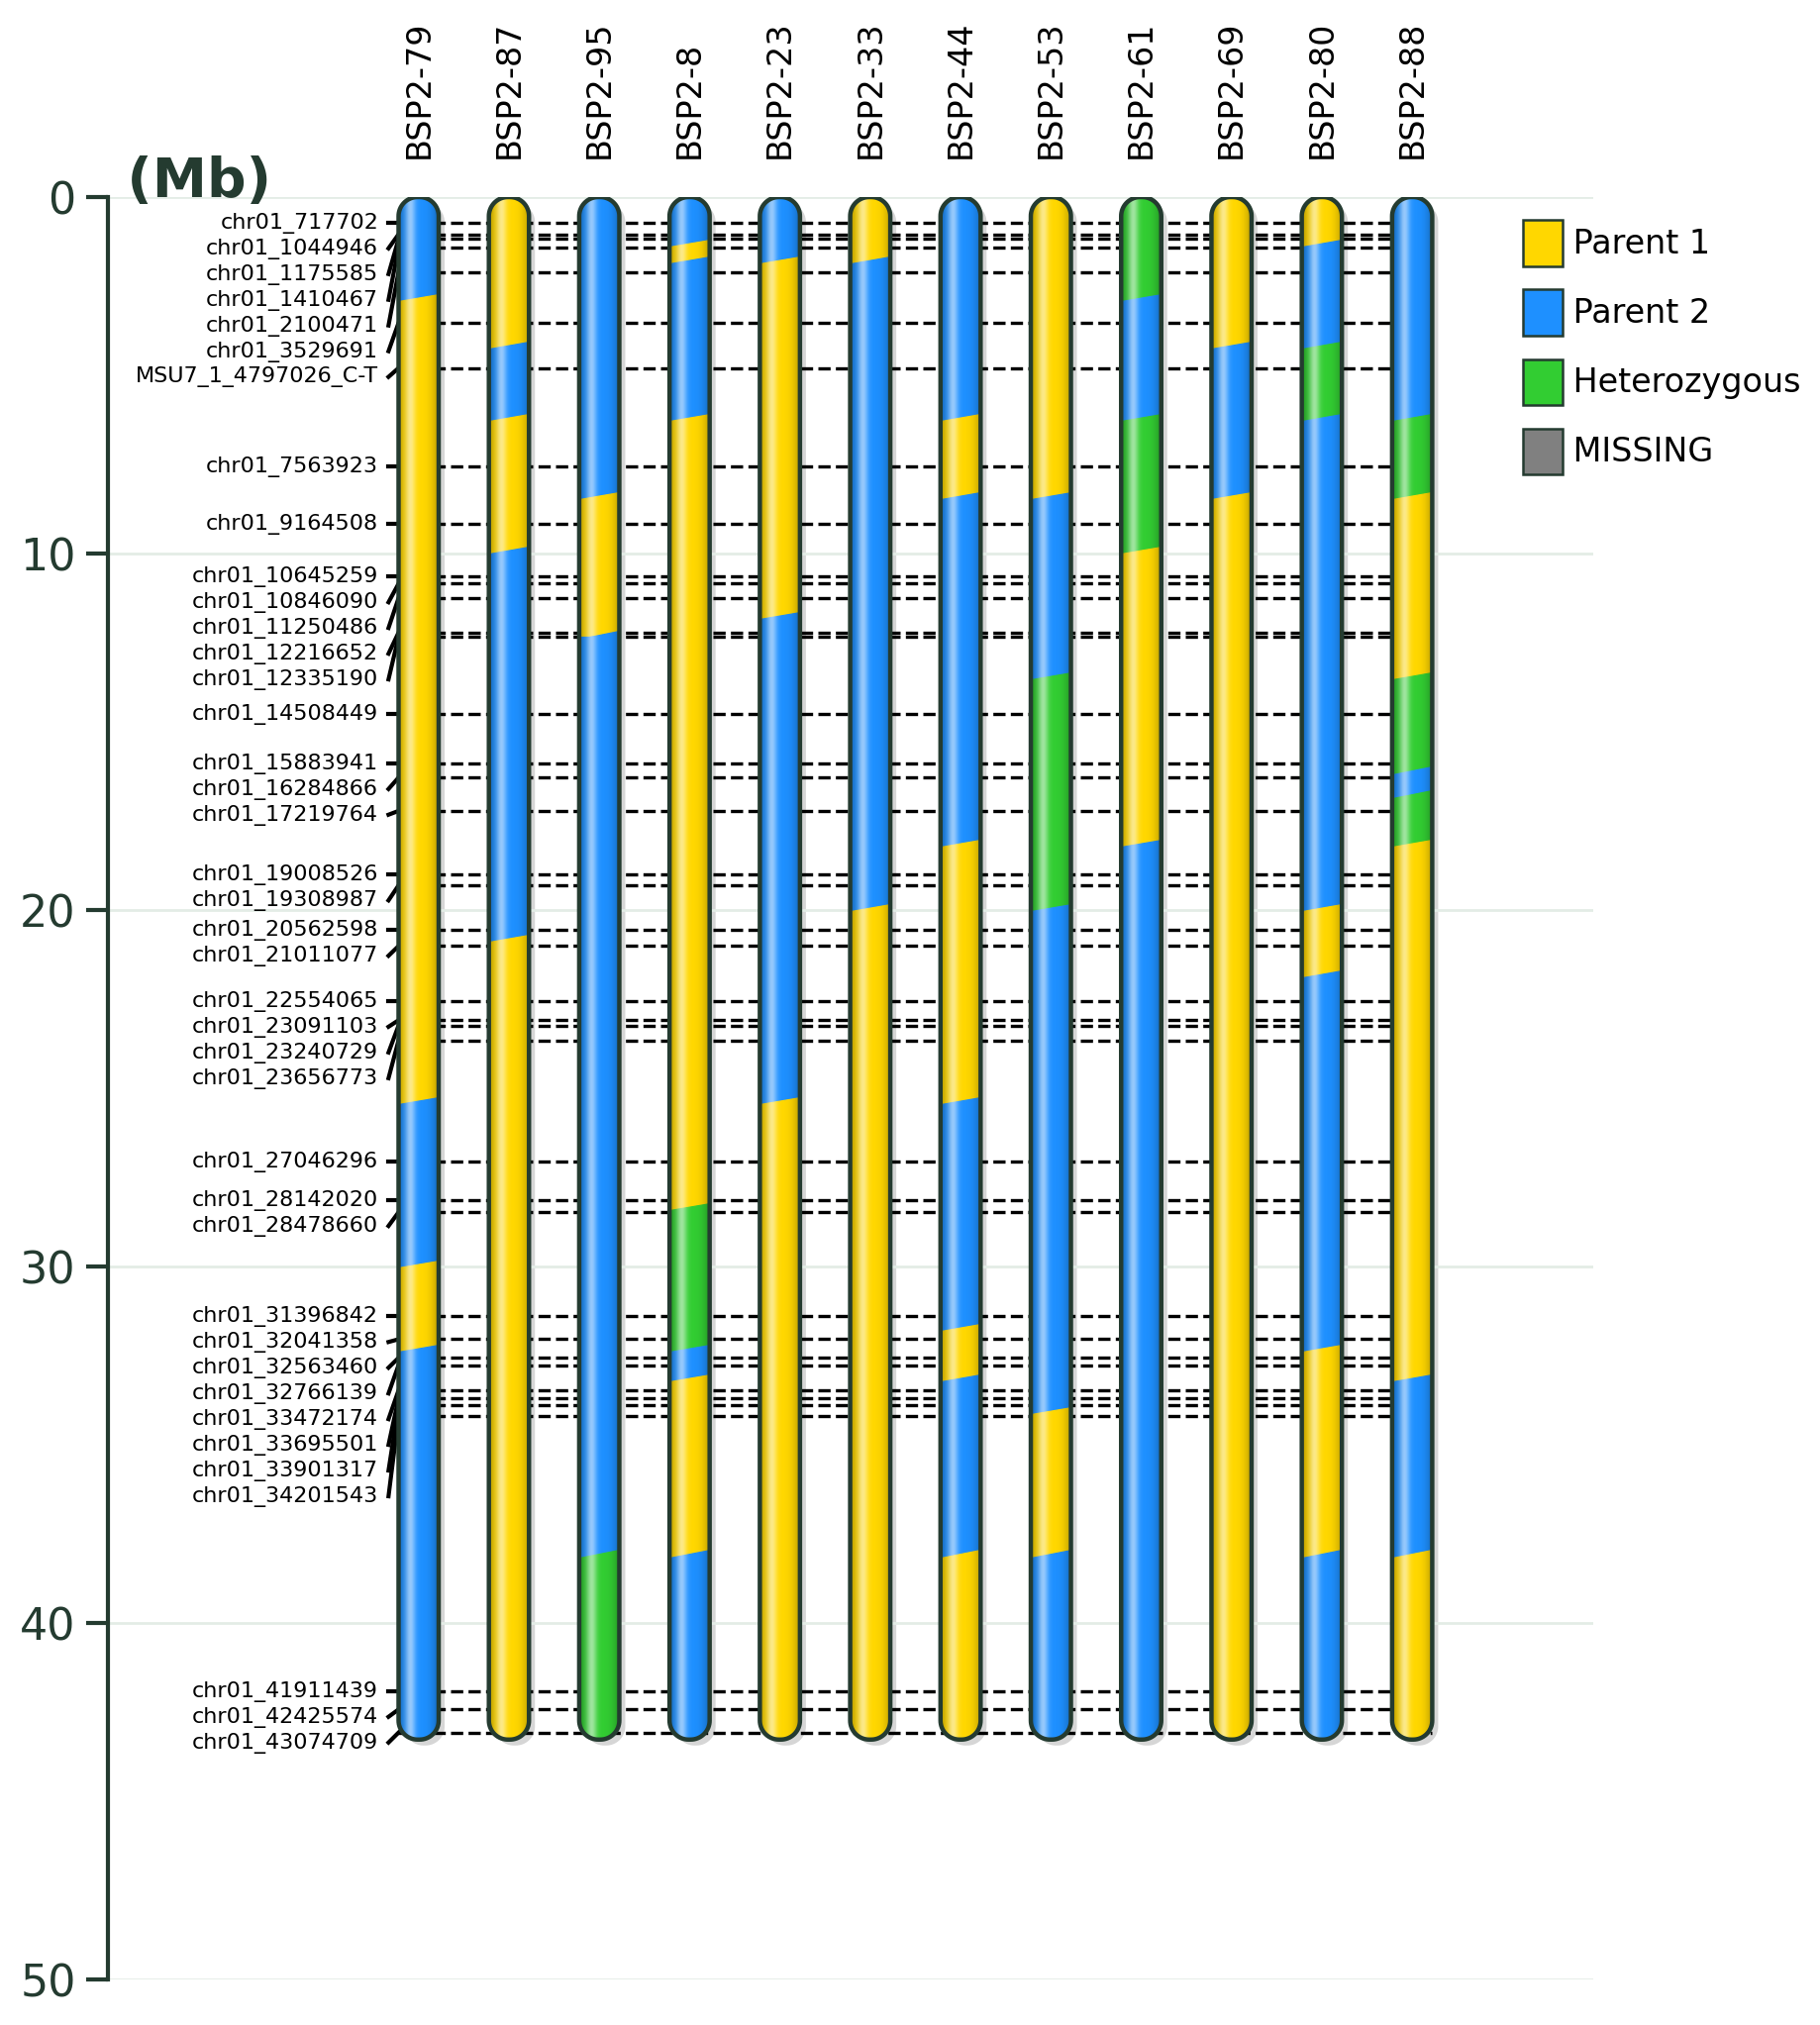 BSP2-79
BSP2-87
BSP2-95
BSP2-8
BSP2-23
BSP2-33
BSP2-44
BSP2-53
BSP2-61
BSP2-69
BSP2-80
BSP2-88
(Mb)
0
10
20
30
40
50
chr01_717702
chr01_1044946
chr01_1175585
chr01_1410467
chr01_2100471
chr01_3529691
MSU7_1_4797026_C-T
chr01_7563923
chr01_9164508
chr01_10645259
chr01_10846090
chr01_11250486
chr01_12216652
chr01_12335190
chr01_14508449
chr01_15883941
chr01_16284866
chr01_17219764
chr01_19008526
chr01_19308987
chr01_20562598
chr01_21011077
chr01_22554065
chr01_23091103
chr01_23240729
chr01_23656773
chr01_27046296
chr01_28142020
chr01_28478660
chr01_31396842
chr01_32041358
chr01_32563460
chr01_32766139
chr01_33472174
chr01_33695501
chr01_33901317
chr01_34201543
chr01_41911439
chr01_42425574
chr01_43074709
Parent 1
Parent 2
Heterozygous
MISSING